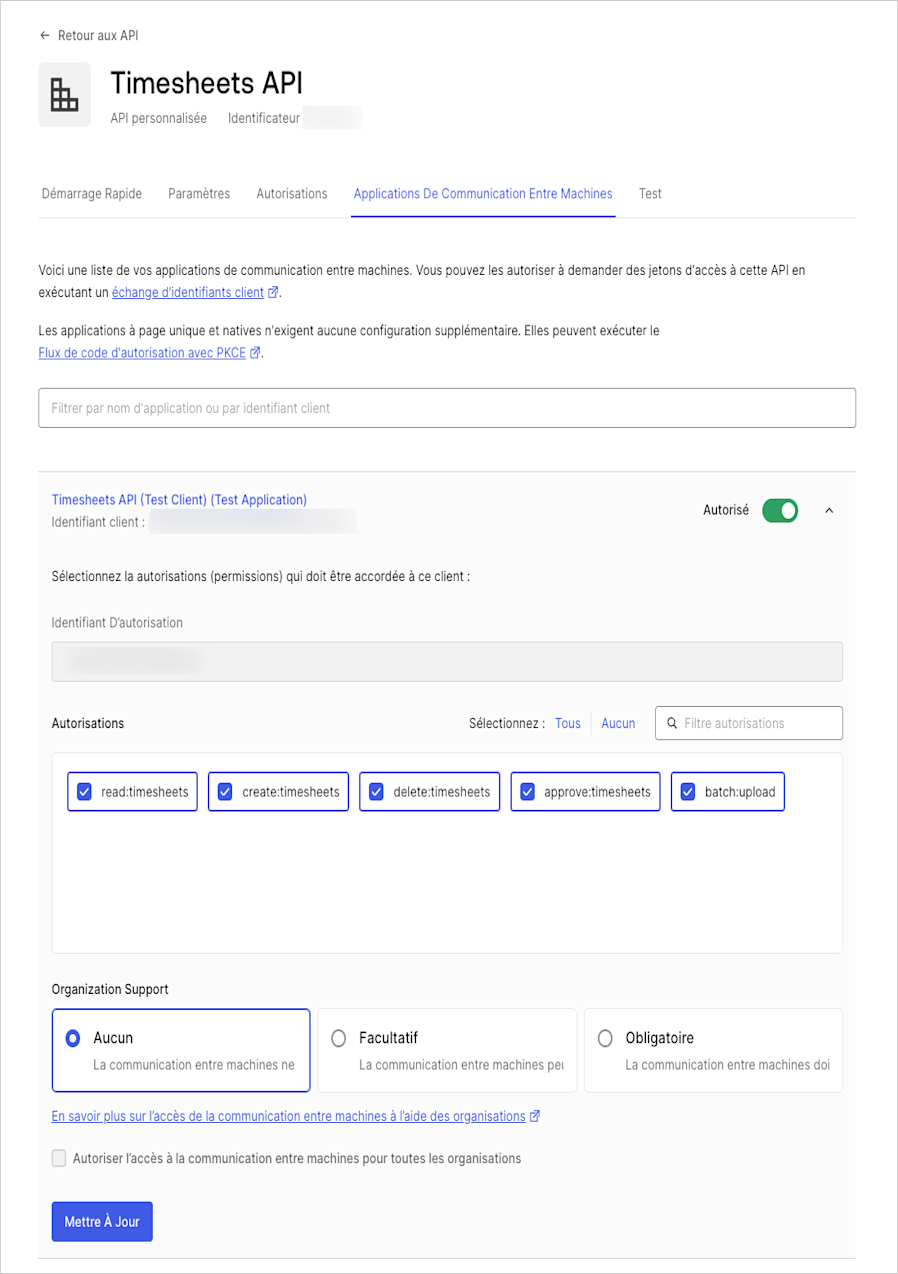 ← Retour aux API
Timesheets API
API personnalisée Identificateur
Démarrage Rapide Paramètres Autorisations Applications De Communication Entre Machines Test
Voici une liste de vos applications de communication entre machines. Vous pouvez les autoriser à demander des jetons d'accès à cette API en
exécutant un échange d'identifiants client.
Les applications à page unique et natives n'exigent aucune configuration supplémentaire. Elles peuvent exécuter le
Flux de code d'autorisation avec PKCE.
Filtrer par nom d'application ou par identifiant client
Timesheets API (Test Client) (Test Application)
Identifiant client :
Autorisé
Sélectionnez la autorisations (permissions) qui doit être accordée à ce client :
Identifiant D'autorisation
Autorisations Sélectionnez : Tous Aucun Filtre autorisations
read:timesheets create:timesheets delete:timesheets approve:timesheets batch:upload
Organization Support
Aucun Facultatif Obligatoire
La communication entre machines ne La communication entre machines peu La communication entre machines doi
En savoir plus sur l'accès de la communication entre machines à l'aide des organisations
Autoriser l'accès à la communication entre machines pour toutes les organisations
Mettre À Jour